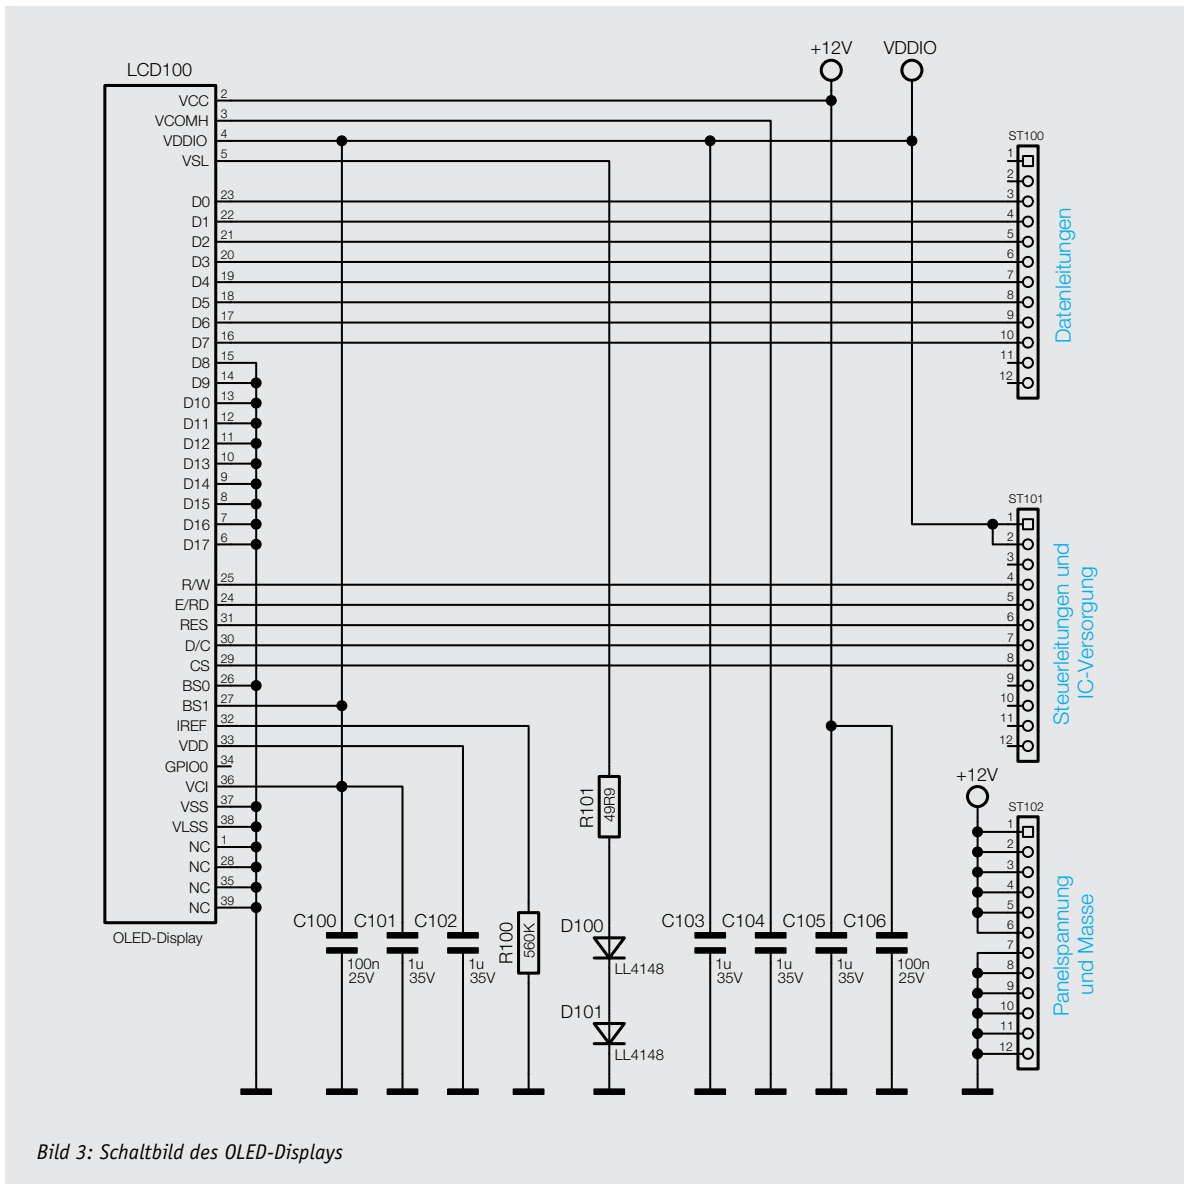 +12V VDDIO
LCD100
VCC 2
VCOMH 3
VDDIO 4
VSL 5
D0 23
D1 22
D2 21
D3 20
D4 19
D5 18
D6 17
D7 16
D8 15
D9 14
D10 13
D11 12
D12 11
D13 10
D14 9
D15 8
D16 7
D17 6
R/W 25
E/RD 24
RES 31
D/C 30
CS 29
BS0 26
BS1 27
IREF 32
VDD 33
GPIO0 34
VCI 36
VSS 37
VLSS 38
NC 1
NC 28
NC 35
NC 39
OLED-Display
ST100
1
2
3
4
5
6
7
8
9
10
11
12
Datenleitungen
ST101
1
2
3
4
5
6
7
8
9
10
11
12
Steuerleitungen und
IC-Versorgung
+12V
ST102
1
2
3
4
5
6
7
8
9
10
11
12
Panelspannung
und Masse
C100
100n
25V
C101
1u
35V
C102
1u
35V
R100
560K
R101
49R9
D100
LL4148
D101
LL4148
C103
1u
35V
C104
1u
35V
C105
1u
35V
C106
100n
25V
Bild 3: Schaltbild des OLED-Displays